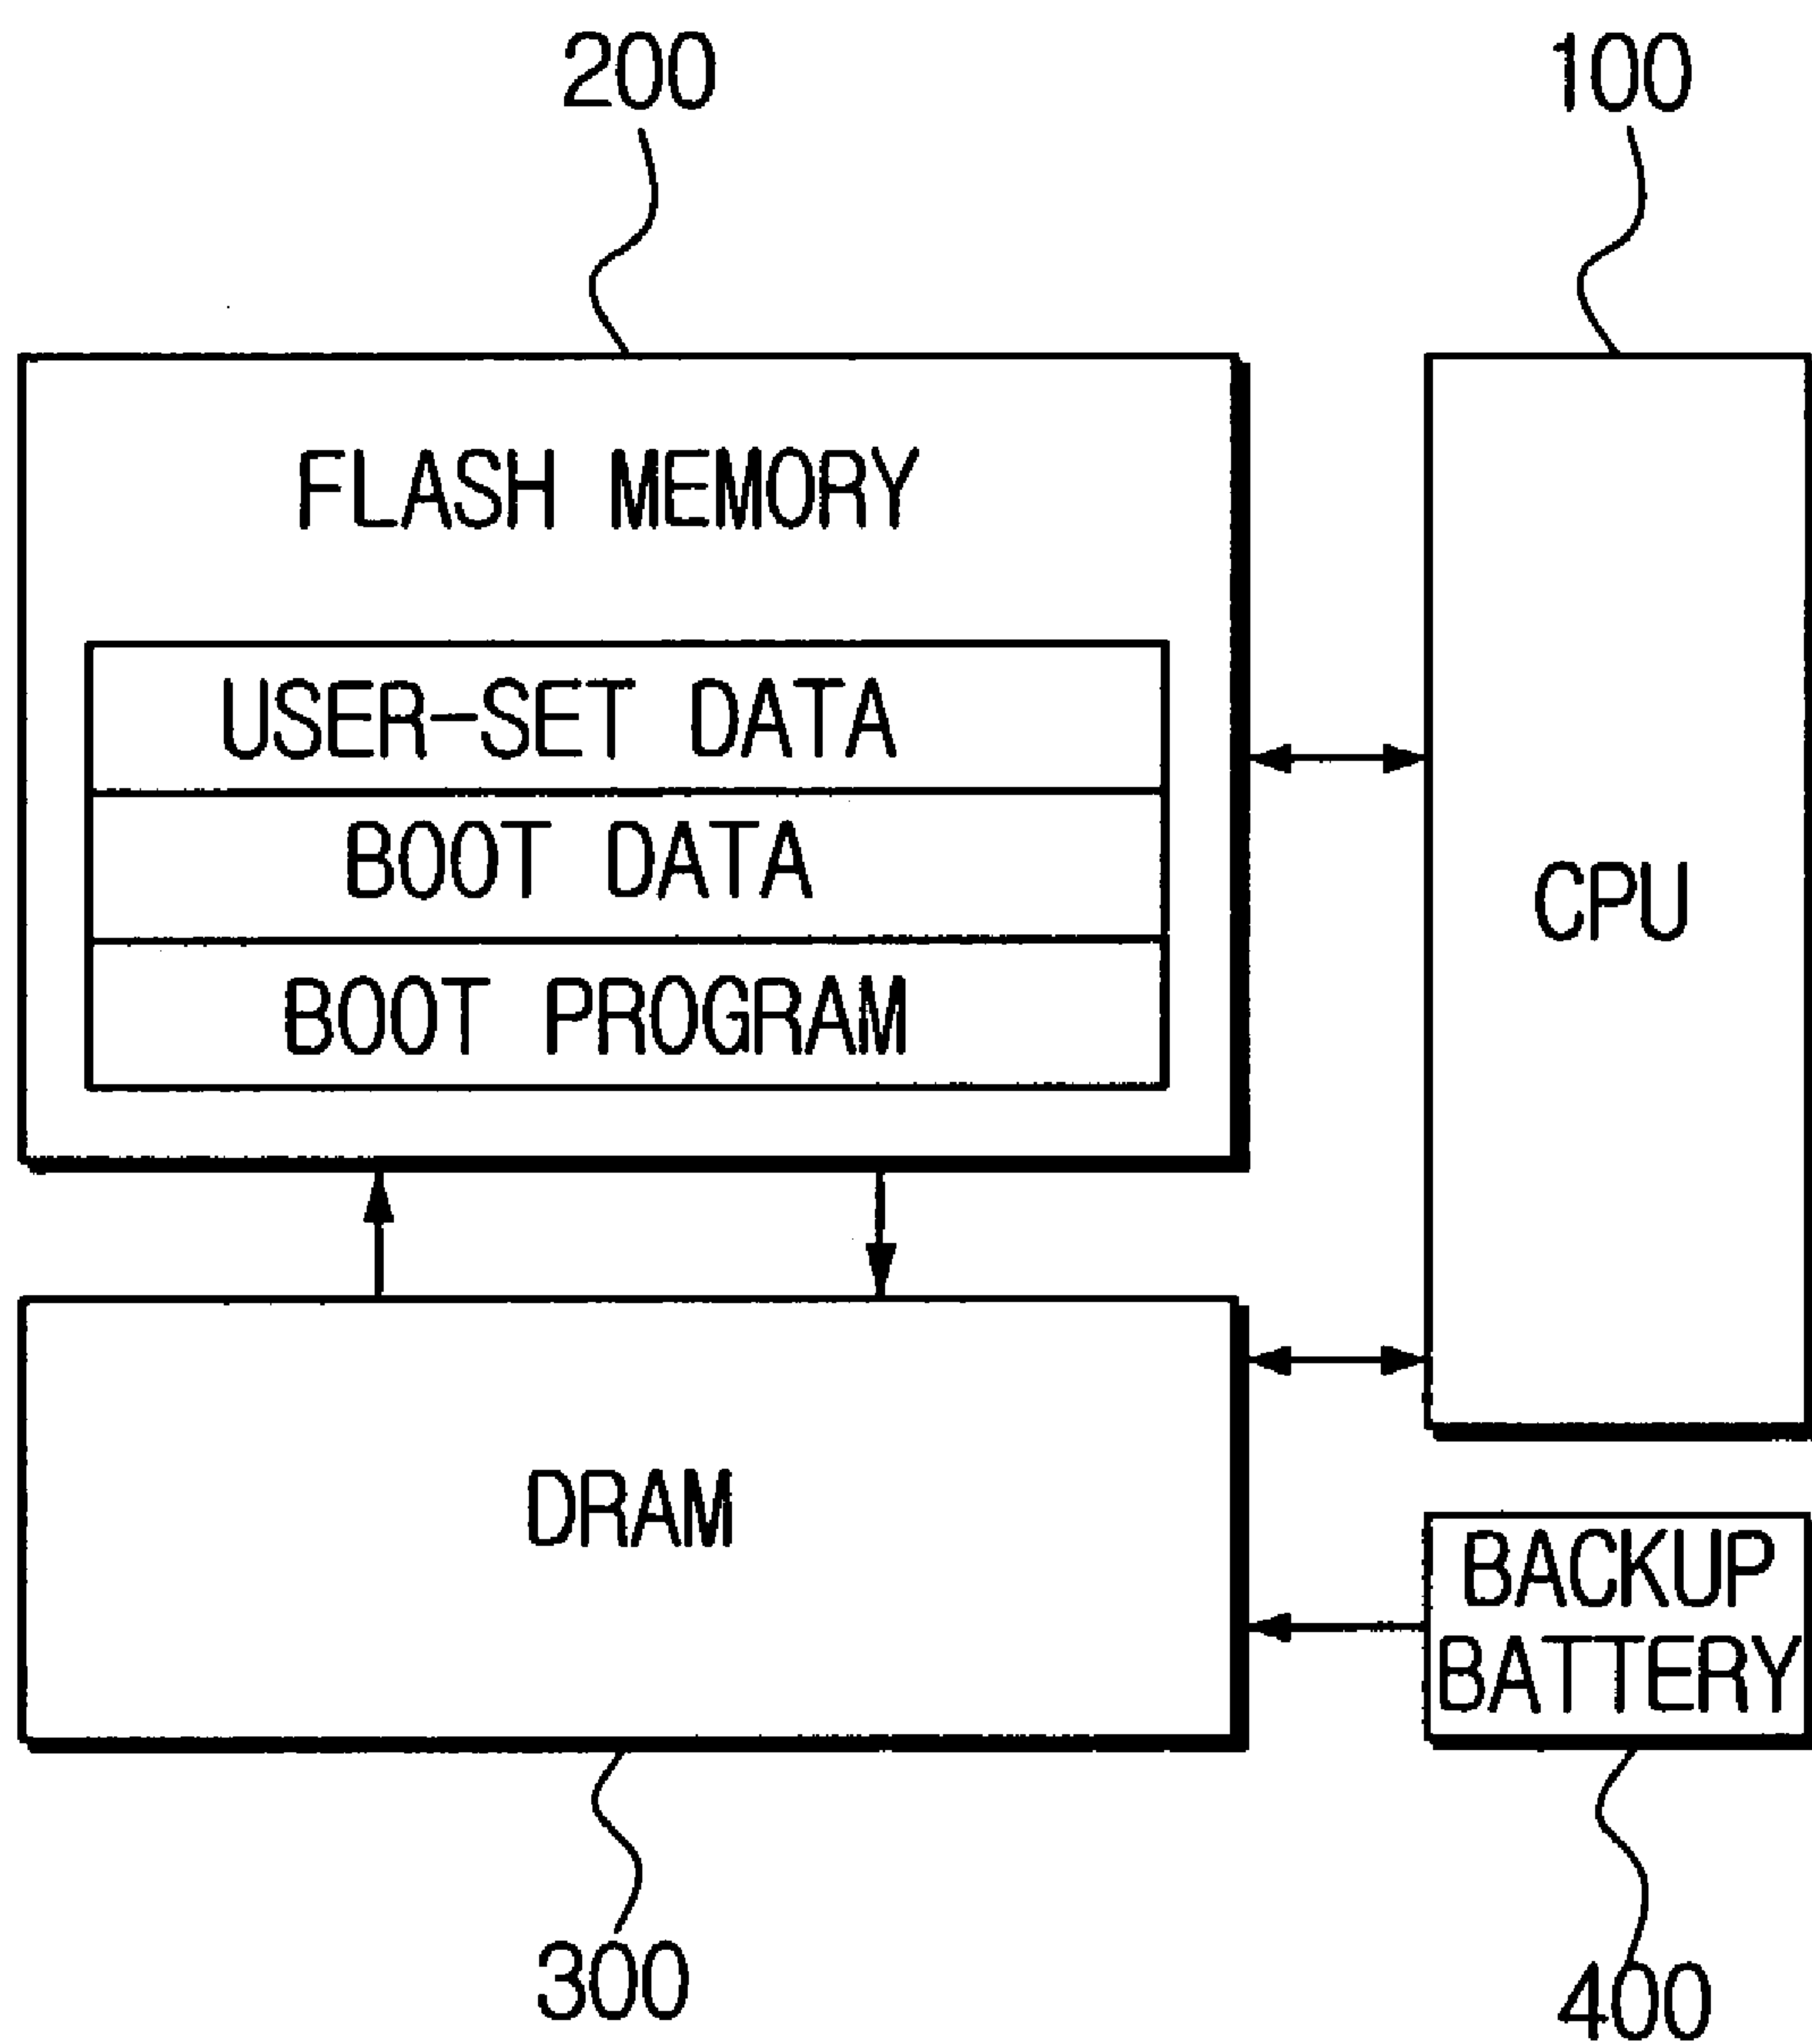 200
100
FLASH MEMORY
USER-SET DATA
BOOT DATA
BOOT PROGRAM
CPU
DRAM
BACKUP
BATTERY
300
400